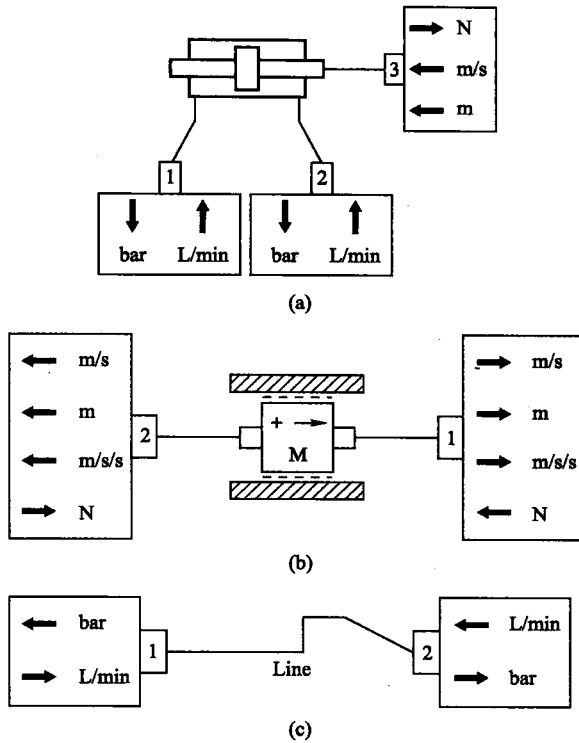 N
3 m/s
m
1 2
bar L/min bar L/min
(a)
m/s m/s
m + m
2 M 1
m/s/s m/s/s
N N
(b)
bar L/min
1 2
L/min Line bar
(c)